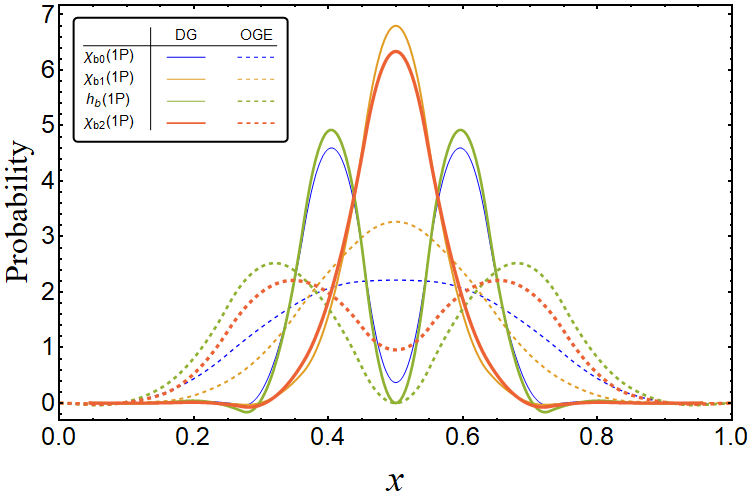 7
6
5
4
3
2
1
0
Probability
DG OGE
χb0(1P)
χb1(1P)
hb(1P)
χb2(1P)
0.0 0.2 0.4 0.6 0.8 1.0
x